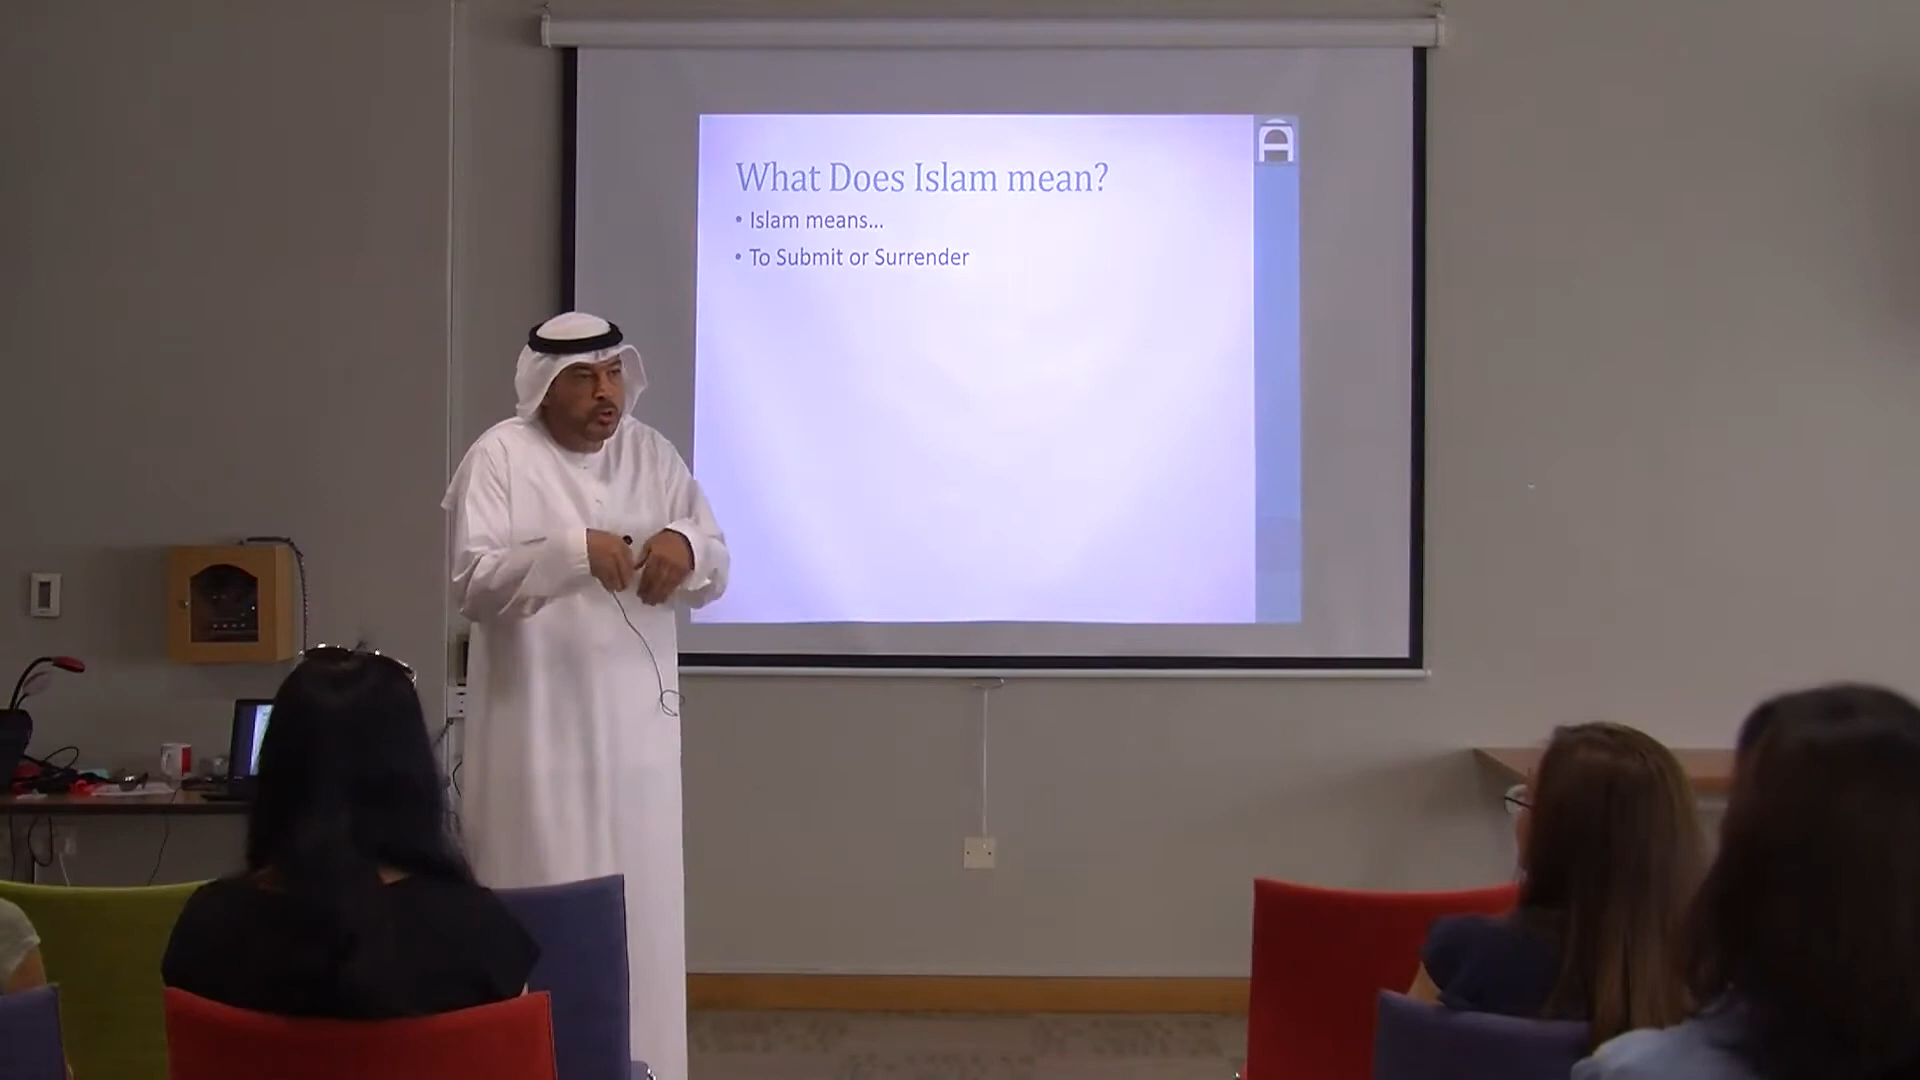 What Does Islam mean?
• Islam means...
• To Submit or Surrender